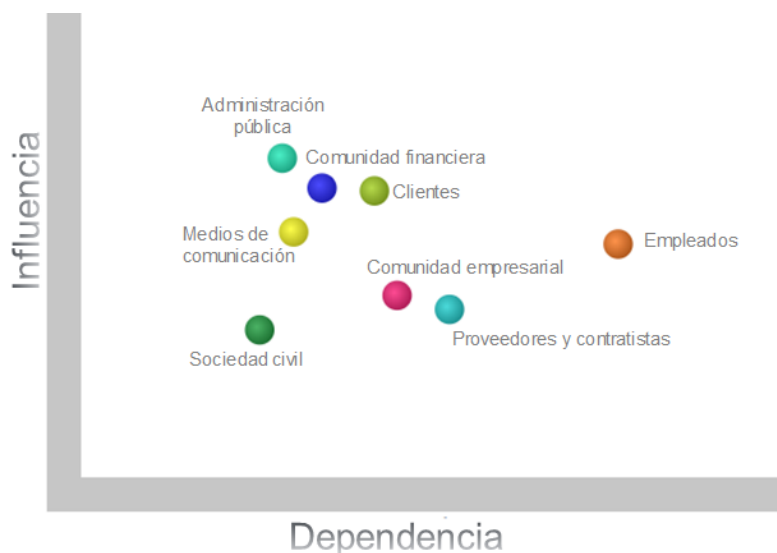 Administración
pública
Comunidad financiera
Clientes
Medios de
comunicación
Empleados
Comunidad empresarial
Proveedores y contratistas
Sociedad civil
Influencia
Dependencia